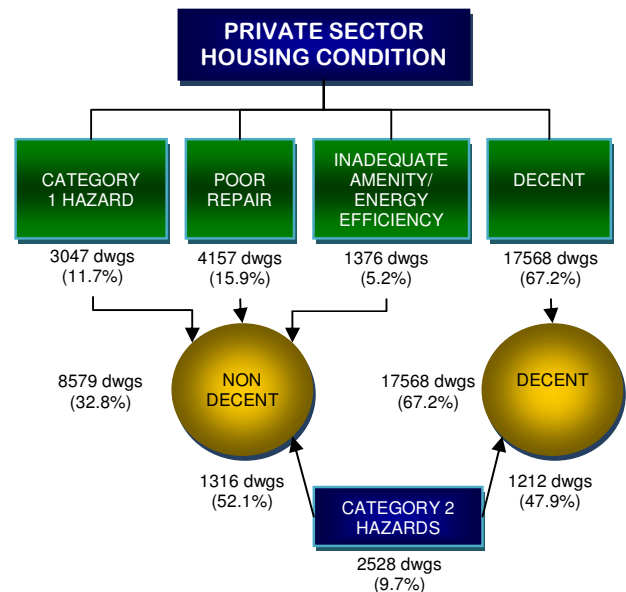 PRIVATE SECTOR
HOUSING CONDITION
CATEGORY
1 HAZARD
POOR
REPAIR
INADEQUATE
AMENITY/
ENERGY
EFFICIENCY
DECENT
3047 dwgs
(11.7%)
4157 dwgs
(15.9%)
1376 dwgs
(5.2%)
17568 dwgs
(67.2%)
8579 dwgs
(32.8%)
NON
DECENT
17568 dwgs
(67.2%)
DECENT
1316 dwgs
(52.1%)
CATEGORY 2
HAZARDS
1212 dwgs
(47.9%)
2528 dwgs
(9.7%)